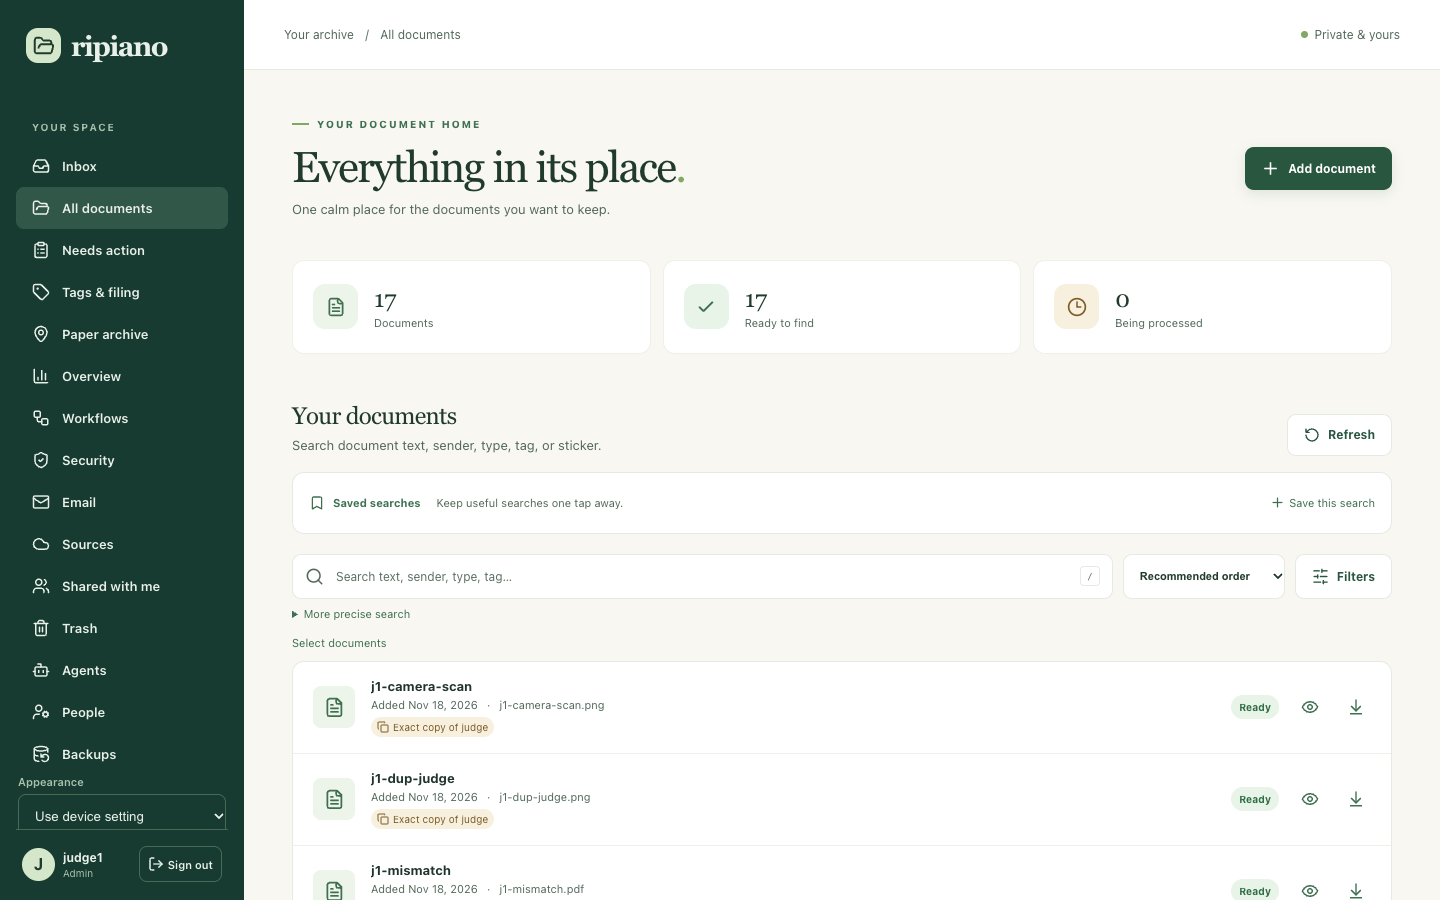 ripiano
YOUR SPACE
Inbox
All documents
Needs action
Tags & filing
Paper archive
Overview
Workflows
Security
Email
Sources
Shared with me
Trash
Agents
People
Backups
Appearance
Use device setting
J
judge1
Admin
Sign out
Your archive / All documents
Private & yours
YOUR DOCUMENT HOME
Everything in its place.
One calm place for the documents you want to keep.
Add document
17
Documents
17
Ready to find
0
Being processed
Your documents
Search document text, sender, type, tag, or sticker.
Refresh
Saved searches Keep useful searches one tap away.
Save this search
Search text, sender, type, tag...
/
Recommended order
Filters
More precise search
Select documents
j1-camera-scan
Added Nov 18, 2026 · j1-camera-scan.png
Exact copy of judge
Ready
j1-dup-judge
Added Nov 18, 2026 · j1-dup-judge.png
Exact copy of judge
Ready
j1-mismatch
Added Nov 18, 2026 · j1-mismatch.pdf
Ready